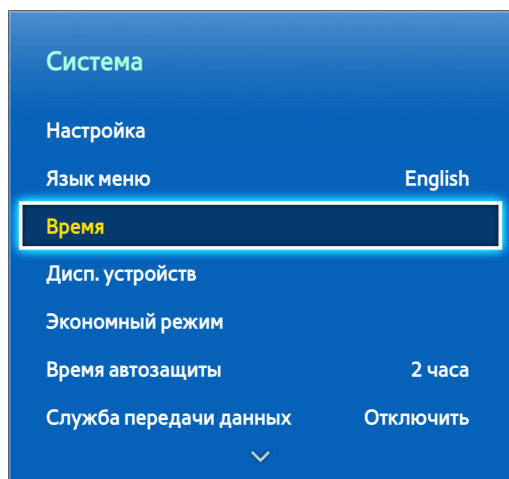 Система
Настройка
Язык меню English
Время
Дисп. устройств
Экономный режим
Время автозащиты 2 часа
Служба передачи данных Отключить